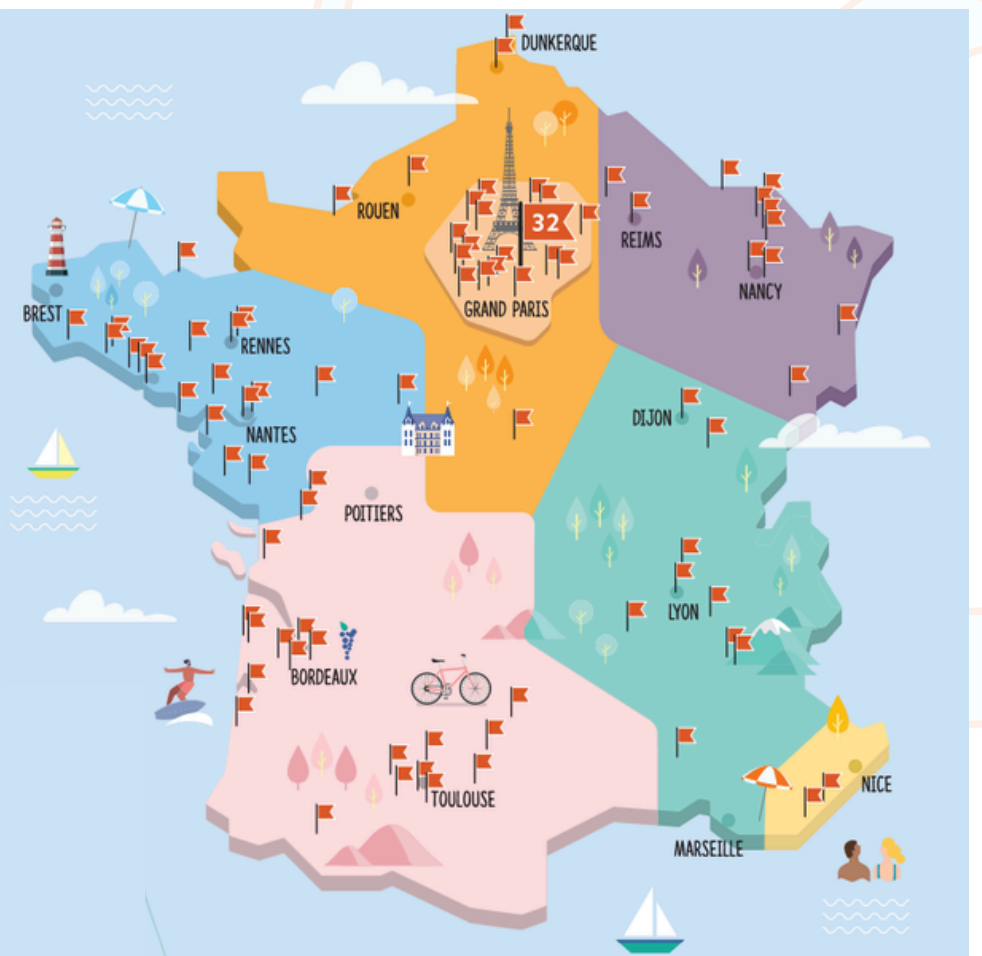 DUNKERQUE
ROUEN
32
GRAND PARIS
REIMS
NANCY
BREST
RENNES
NANTES
DIJON
POITIERS
LYON
BORDEAUX
TOULOUSE
NICE
MARSEILLE